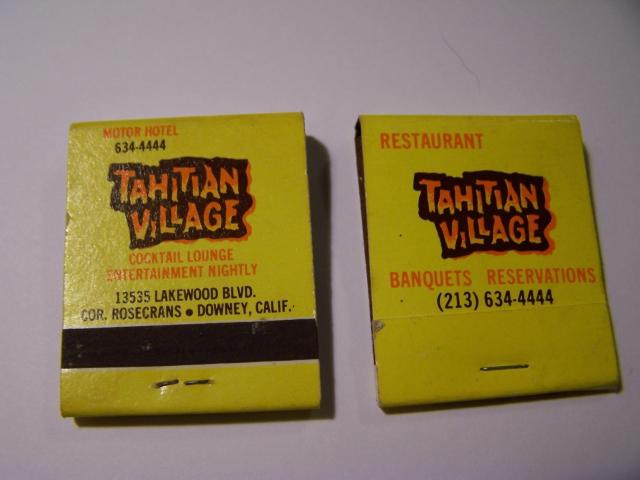 MOTOR HOTEL
634-4444
TAHITIAN
VILLAGE
COCKTAIL LOUNGE
ENTERTAINMENT NIGHTLY
13535 LAKEWOOD BLVD.
COR. ROSECRANS • DOWNEY, CALIF.
RESTAURANT
TAHITIAN
VILLAGE
BANQUETS RESERVATIONS
(213) 634-4444